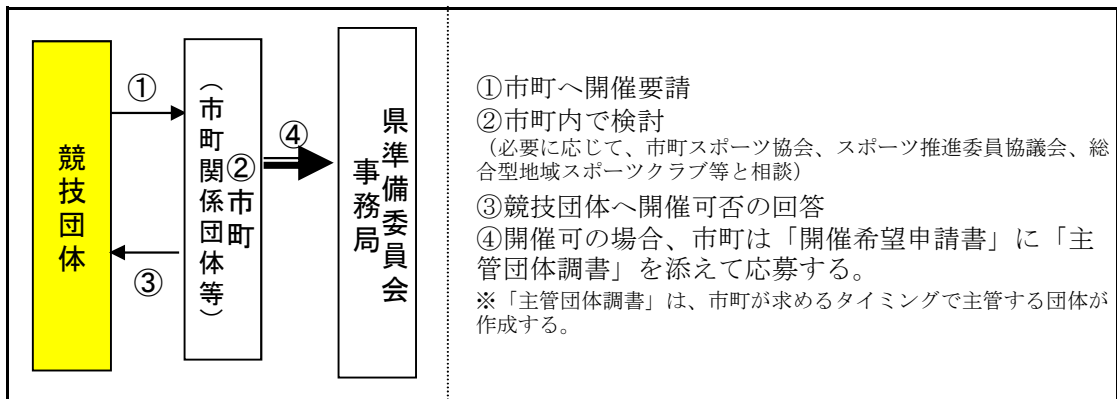 競技団体
①
③
②市町
（市町関係団体等）
④
県準備委員会
事務局
①市町へ開催要請
②市町内で検討
（必要に応じて、市町スポーツ協会、スポーツ推進委員協議会、総
合型地域スポーツクラブ等と相談）
③競技団体へ開催可否の回答
④開催可の場合、市町は「開催希望申請書」に「主
管団体調書」を添えて応募する。
※「主管団体調書」は、市町が求めるタイミングで主管する団体が
作成する。